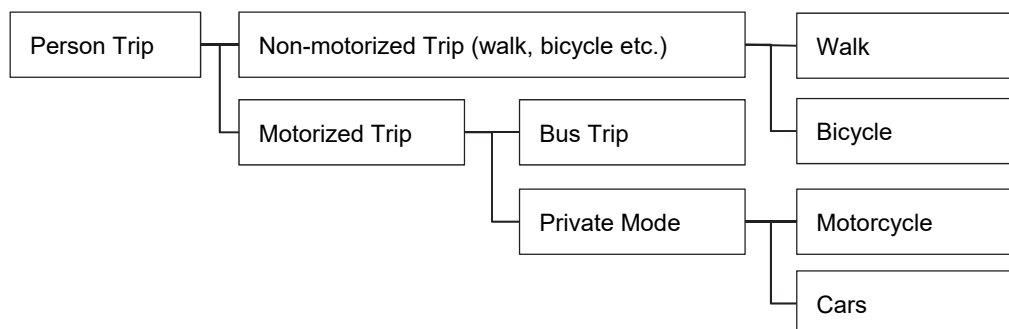 Person Trip
Non-motorized Trip (walk, bicycle etc.)
Walk
Motorized Trip
Bus Trip
Bicycle
Private Mode
Motorcycle
Cars